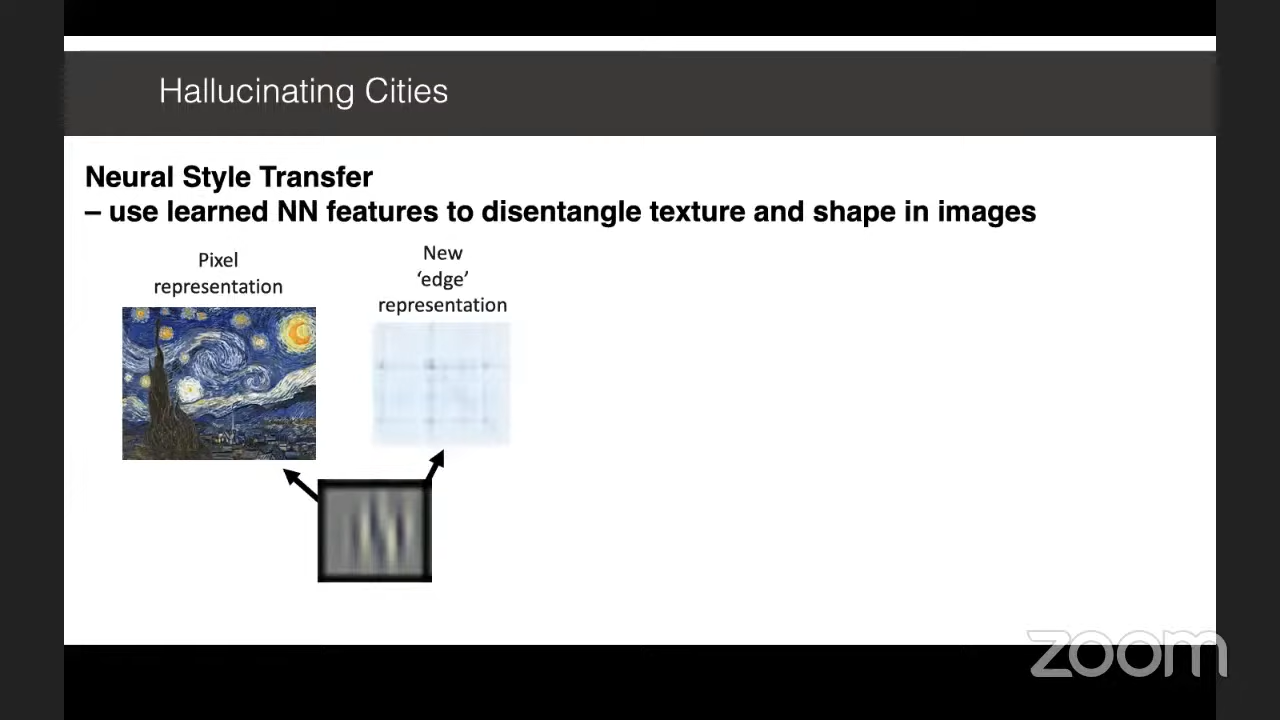 Hallucinating Cities
Neural Style Transfer
– use learned NN features to disentangle texture and shape in images
Pixel
representation
New
‘edge’
representation
zoom